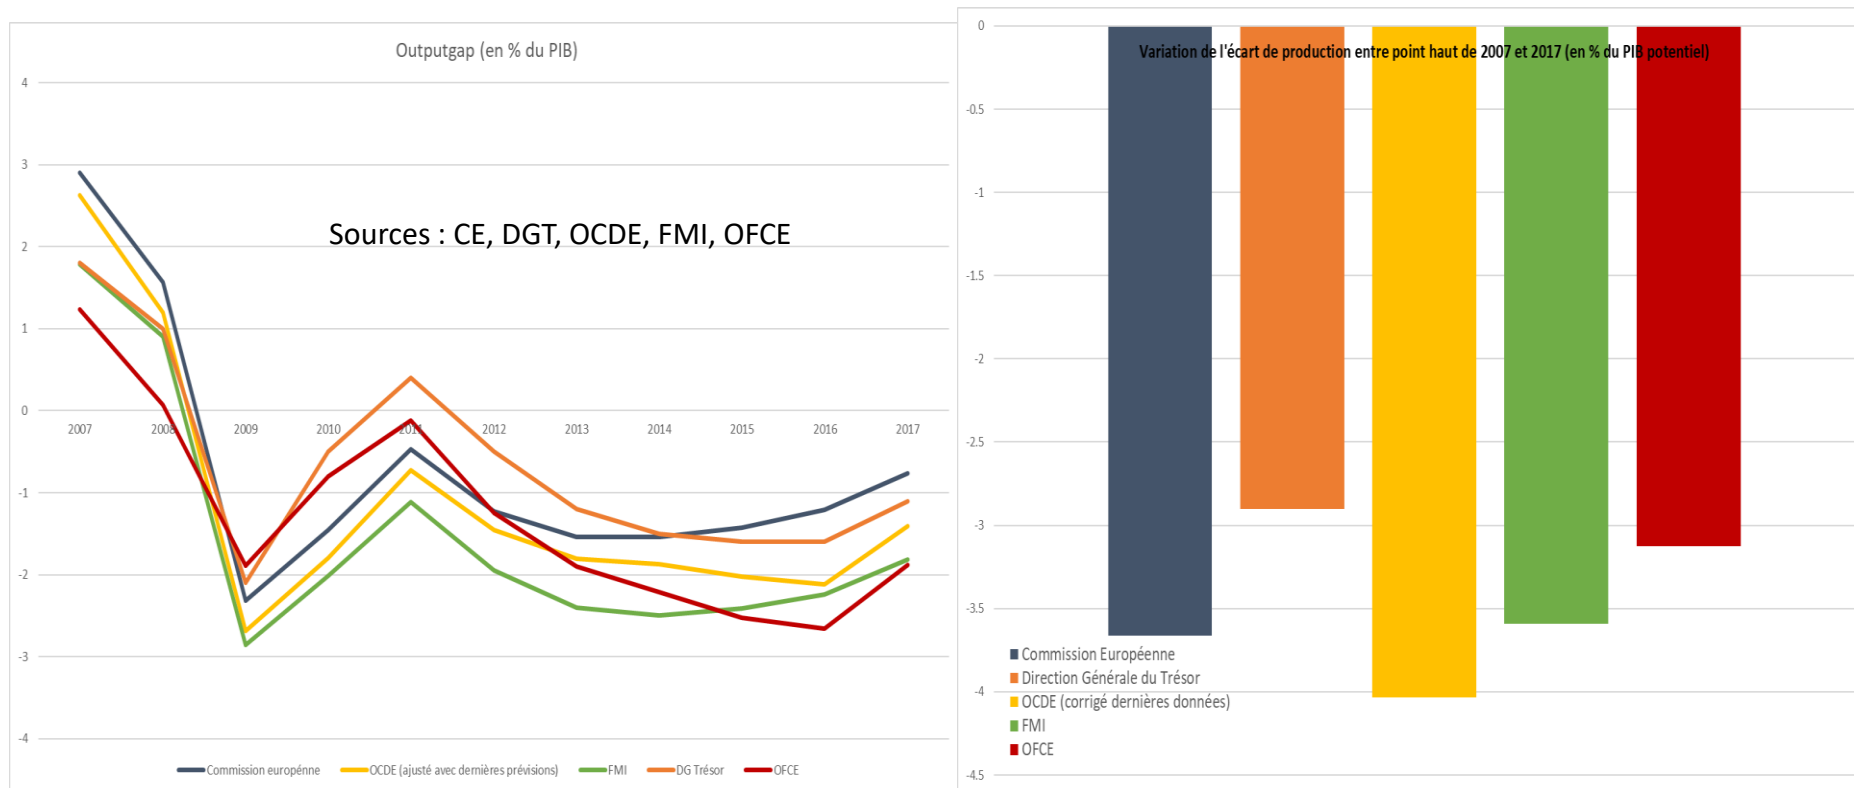 Outputgap (en % du PIB)
4
3
2
1
0
-1
-2
-3
-4
Sources : CE, DGT, OCDE, FMI, OFCE
2007 2008 2009 2010 2011 2012 2013 2014 2015 2016 2017
Commission europénne OCDE (ajusté avec dernières prévisions) FMI DG Trésor OFCE
Variation de l'écart de production entre point haut de 2007 et 2017 (en % du PIB potentiel)
0
-0.5
-1
-1.5
-2
-2.5
-3
-3.5
-4
-4.5
Commission Européenne
Direction Générale du Trésor
OCDE (corrigé dernières données)
FMI
OFCE